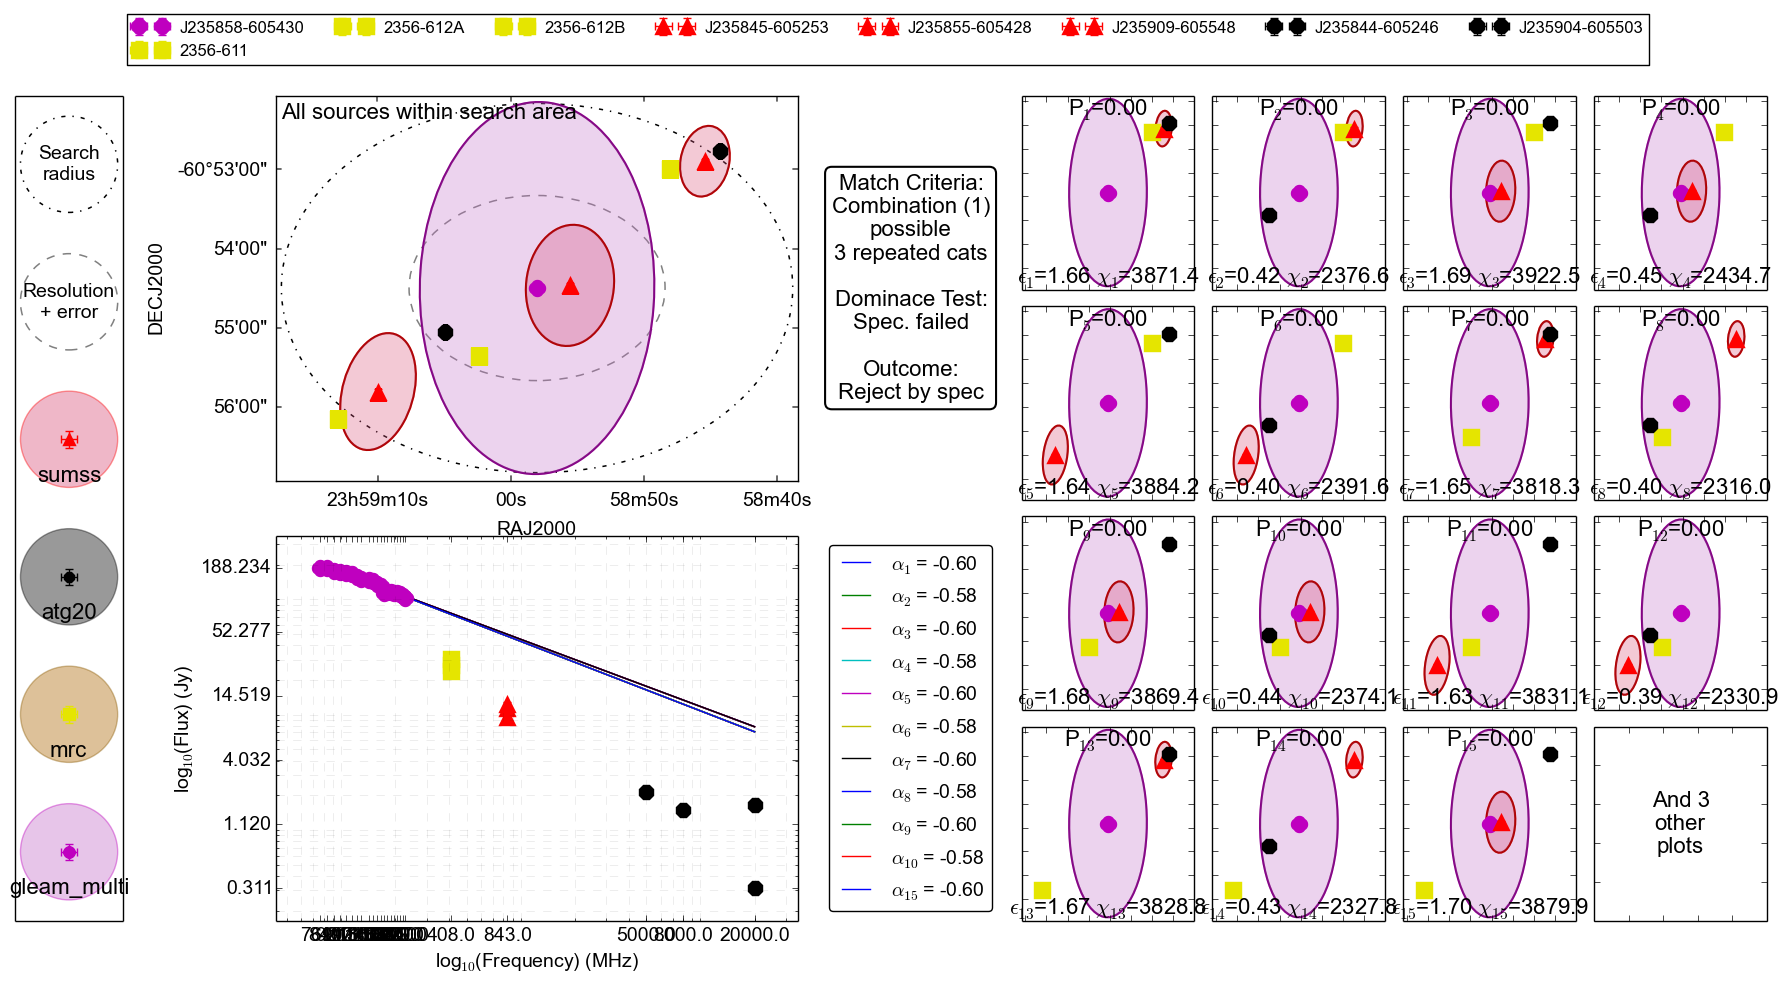 J235858-605430 2356-612A 2356-612B J235845-605253 J235855-605428 J235909-605548 J235844-605246 J235904-605503
2356-611
Search
radius
Resolution
+ error
sumss
atg20
mrc
gleam_multi
All sources within search area
DECJ2000
-60°53'00"
54'00"
55'00"
56'00"
23h59m10s 00s 58m50s 58m40s
RAJ2000
log10(Flux) (Jy)
188.234
52.277
14.519
4.032
1.120
0.311
408.0 843.0 20000.0
log10(Frequency) (MHz)
Match Criteria:
Combination (1)
possible
3 repeated cats
Dominace Test:
Spec. failed
Outcome:
Reject by spec
α1 = -0.60
α2 = -0.58
α3 = -0.60
α4 = -0.58
α5 = -0.60
α6 = -0.58
α7 = -0.60
α8 = -0.58
α9 = -0.60
α10 = -0.58
α15 = -0.60
P1=0.00 P2=0.00 P3=0.00 P4=0.00
ϵ1=1.66 χ1=3871.4 ϵ2=0.42 χ2=2376.6 ϵ3=1.69 χ3=3922.5 ϵ4=0.45 χ4=2434.7
P5=0.00 P6=0.00 P7=0.00 P8=0.00
ϵ5=1.64 χ5=3884.2 ϵ6=0.40 χ6=2391.6 ϵ7=1.65 χ7=3818.3 ϵ8=0.40 χ8=2316.0
P9=0.00 P10=0.00 P11=0.00 P12=0.00
ϵ9=1.68 χ9=3869.4 ϵ10=0.44 χ10=2374.1 ϵ11=1.63 χ11=3831.1 ϵ12=0.39 χ12=2330.9
P13=0.00 P14=0.00 P15=0.00
ϵ13=1.67 χ13=3828.8 ϵ14=0.43 χ14=2327.8 ϵ15=1.70 χ15=3879.9
And 3
other
plots